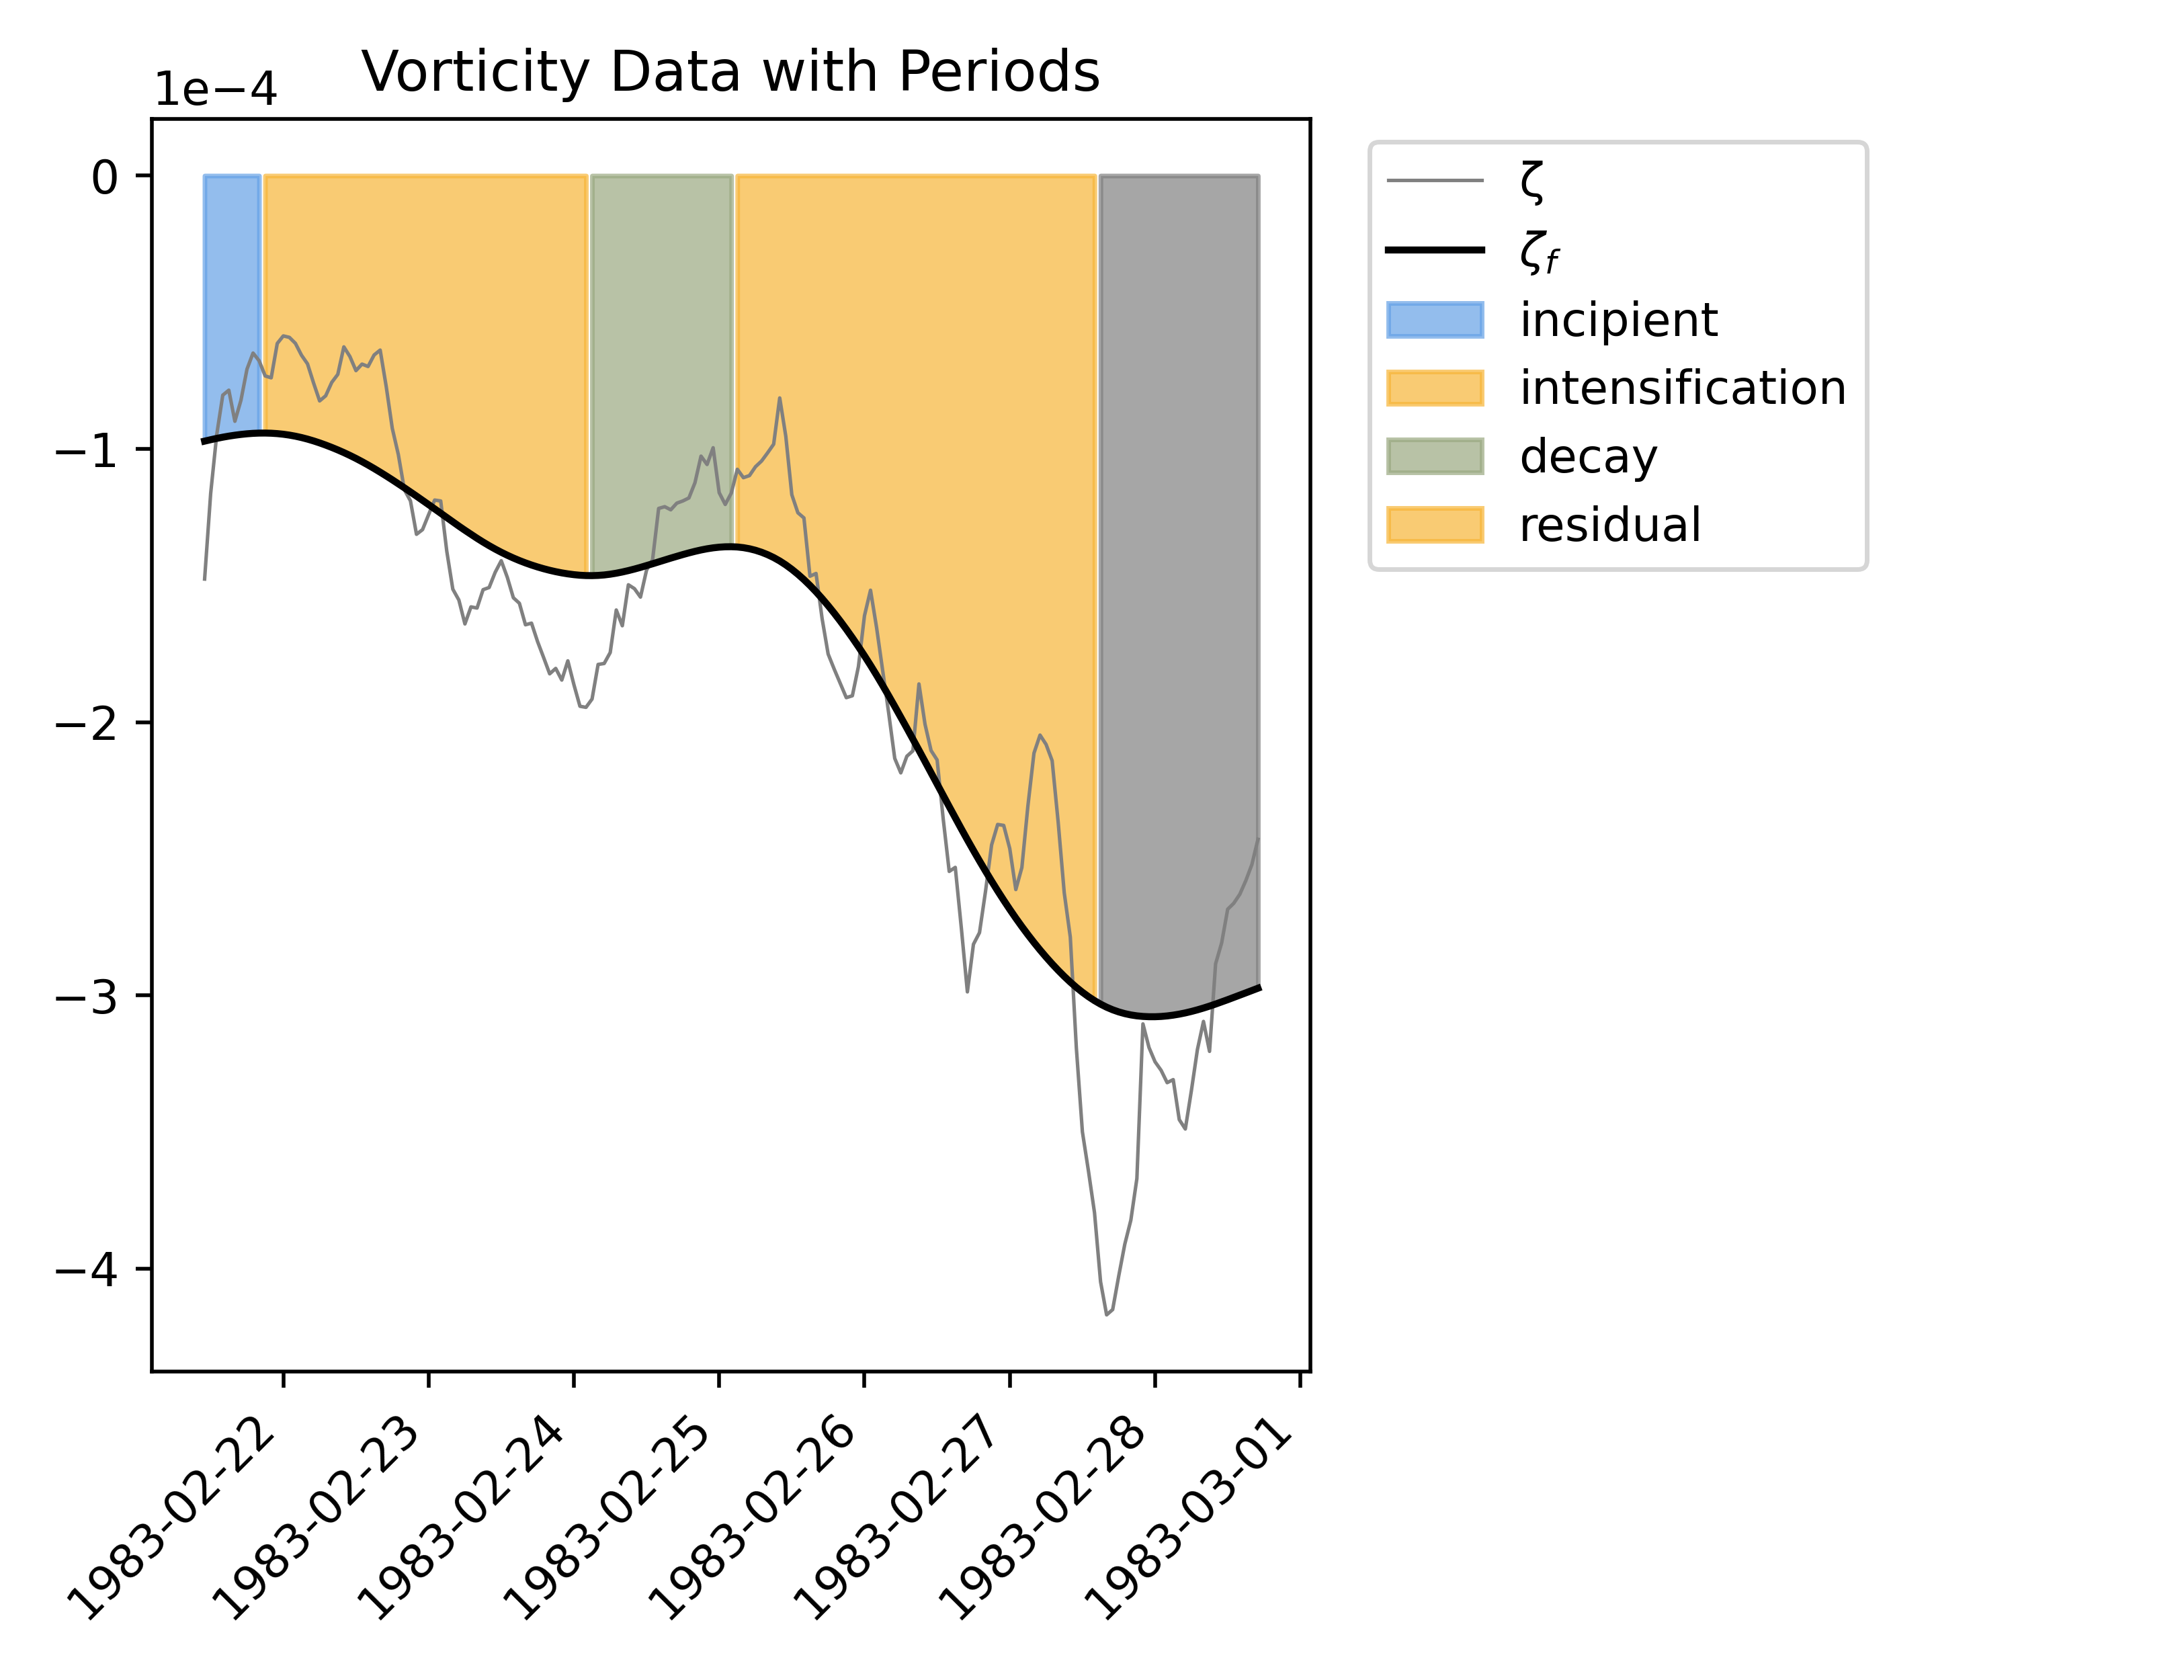 Vorticity Data with Periods
1e−4
0
−1
−2
−3
−4
1983-02-22
1983-02-23
1983-02-24
1983-02-25
1983-02-26
1983-02-27
1983-02-28
1983-03-01
ζ
ζf
incipient
intensification
decay
residual